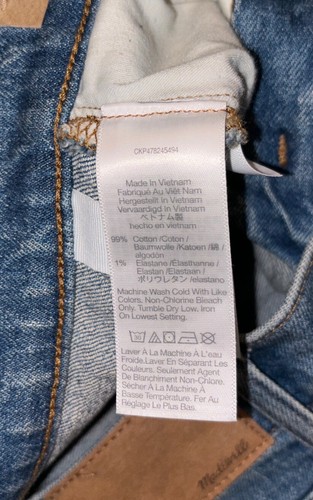 CKP478245494
Made In Vietnam
Fabriqué Au Viêt Nam
Hergestellt In Vietnam
Vervaardigd In Vietnam
ベトナム製
hecho en vietnam
99% Cotton /Coton /
Baumwolle /Katoen /綿 /
algodón
1% Elastane /Élasthanne /
Elastan /Elastaan /
ポリウレタン /elastano
Machine Wash Cold With Like
Colors, Non-Chlorine Bleach
Only, Tumble Dry Low, Iron
On Lowest Setting.
Laver À La Machine À L'eau
Froide.Laver En Séparant Les
Couleurs. Seulement Agent
De Blanchiment Non-Chlore.
Sécher À La Machine À
Basse Température. Fer Au
Réglage Le Plus Bas.
Madewell